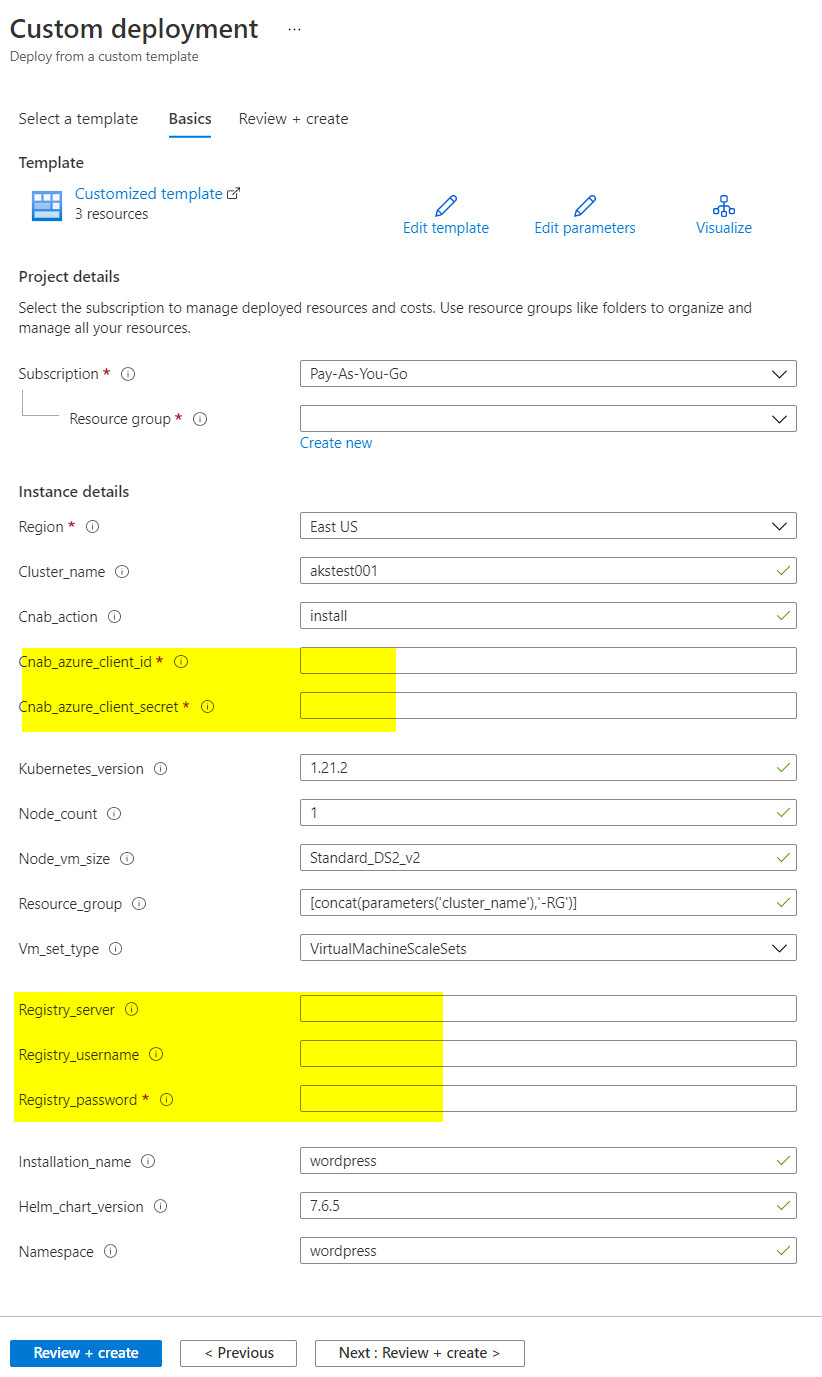 Custom deployment ...
Deploy from a custom template
Select a template Basics Review + create
Template
Customized template
3 resources
Edit template Edit parameters Visualize
Project details
Select the subscription to manage deployed resources and costs. Use resource groups like folders to organize and
manage all your resources.
Subscription * Pay-As-You-Go
Resource group *
Create new
Instance details
Region * East US
Cluster_name akstest001
Cnab_action install
Cnab_azure_client_id *
Cnab_azure_client_secret *
Kubernetes_version 1.21.2
Node_count 1
Node_vm_size Standard_DS2_v2
Resource_group [concat(parameters('cluster_name'),'-RG')]
Vm_set_type VirtualMachineScaleSets
Registry_server
Registry_username
Registry_password *
Installation_name wordpress
Helm_chart_version 7.6.5
Namespace wordpress
Review + create < Previous Next : Review + create >